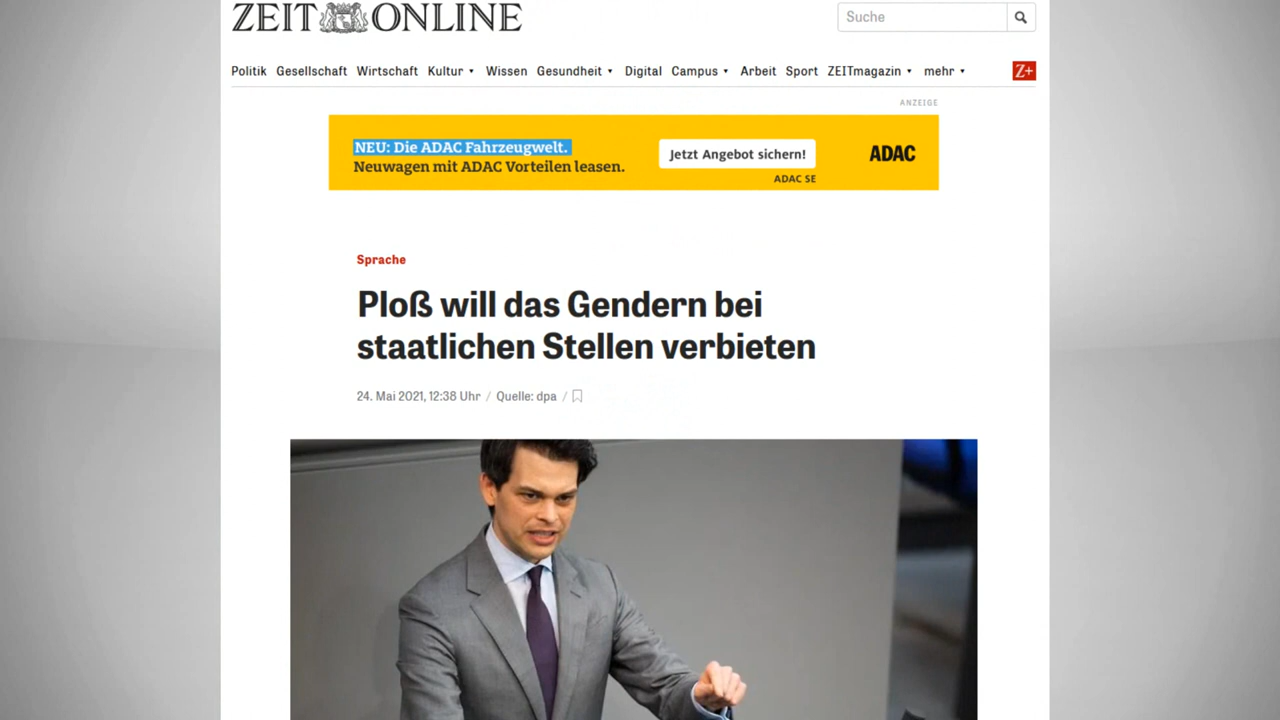 ZEIT ONLINE
Suche
Politik Gesellschaft Wirtschaft Kultur Wissen Gesundheit Digital Campus Arbeit Sport ZEITmagazin mehr Z+
ANZEIGE
NEU: Die ADAC Fahrzeugwelt.
Neuwagen mit ADAC Vorteilen leasen.
Jetzt Angebot sichern!
ADAC SE
ADAC
Sprache
Ploß will das Gendern bei
staatlichen Stellen verbieten
24. Mai 2021, 12:38 Uhr / Quelle: dpa /